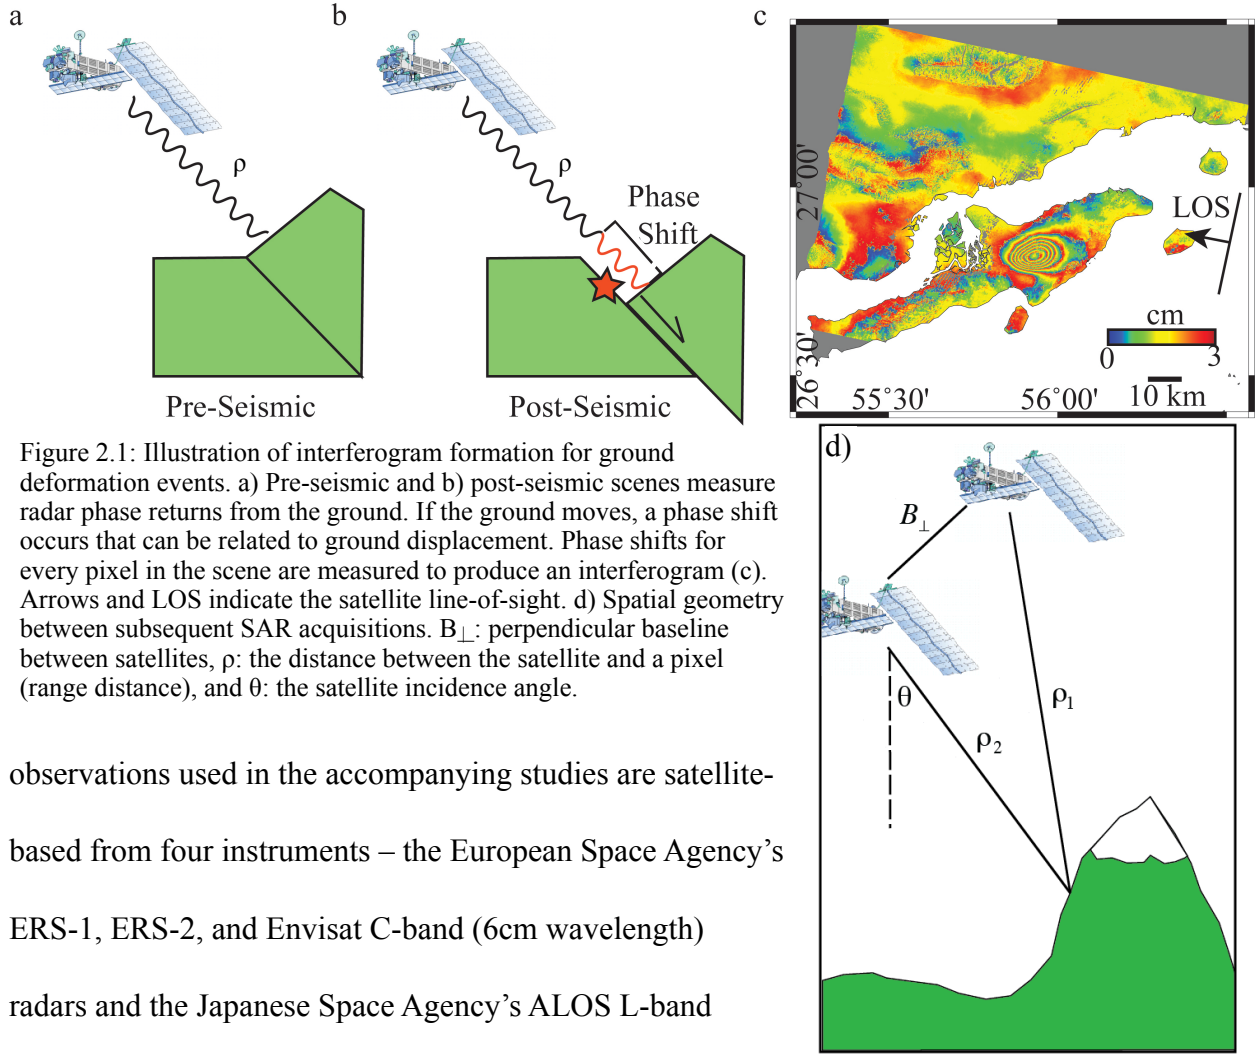 a
b
c
ρ
Pre-Seismic
ρ
Phase
Shift
Post-Seismic
27°00'
26°30'
55°30'
56°00'
LOS
cm
0
3
10 km
Figure 2.1: Illustration of interferogram formation for ground
deformation events. a) Pre-seismic and b) post-seismic scenes measure
radar phase returns from the ground. If the ground moves, a phase shift
occurs that can be related to ground displacement. Phase shifts for
every pixel in the scene are measured to produce an interferogram (c).
Arrows and LOS indicate the satellite line-of-sight. d) Spatial geometry
between subsequent SAR acquisitions. B⊥: perpendicular baseline
between satellites, ρ: the distance between the satellite and a pixel
(range distance), and θ: the satellite incidence angle.
d)
B⊥
θ
ρ1
ρ2
observations used in the accompanying studies are satellite-
based from four instruments – the European Space Agency’s
ERS-1, ERS-2, and Envisat C-band (6cm wavelength)
radars and the Japanese Space Agency’s ALOS L-band